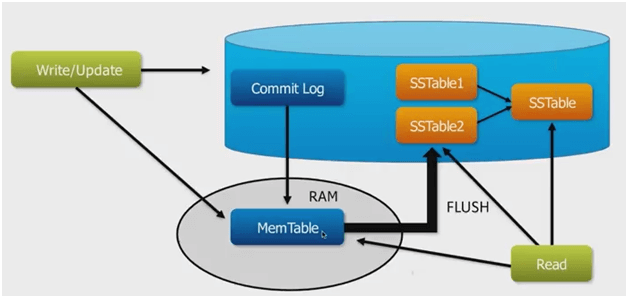 Write/Update
Commit Log
SSTable1
SSTable2
SSTable
RAM
MemTable
FLUSH
Read